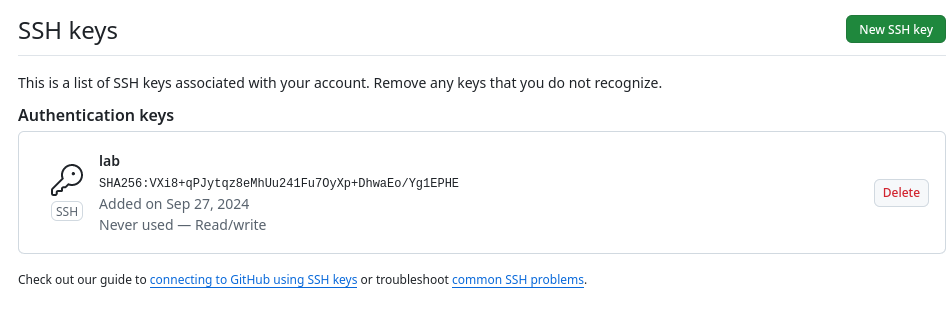 SSH keys
New SSH key
This is a list of SSH keys associated with your account. Remove any keys that you do not recognize.
Authentication keys
lab
SHA256:VXi8+qPJytqz8eMhUu241Fu7OyXp+DhwaEo/Yg1EPHE
Added on Sep 27, 2024
Never used — Read/write
SSH
Delete
Check out our guide to connecting to GitHub using SSH keys or troubleshoot common SSH problems.